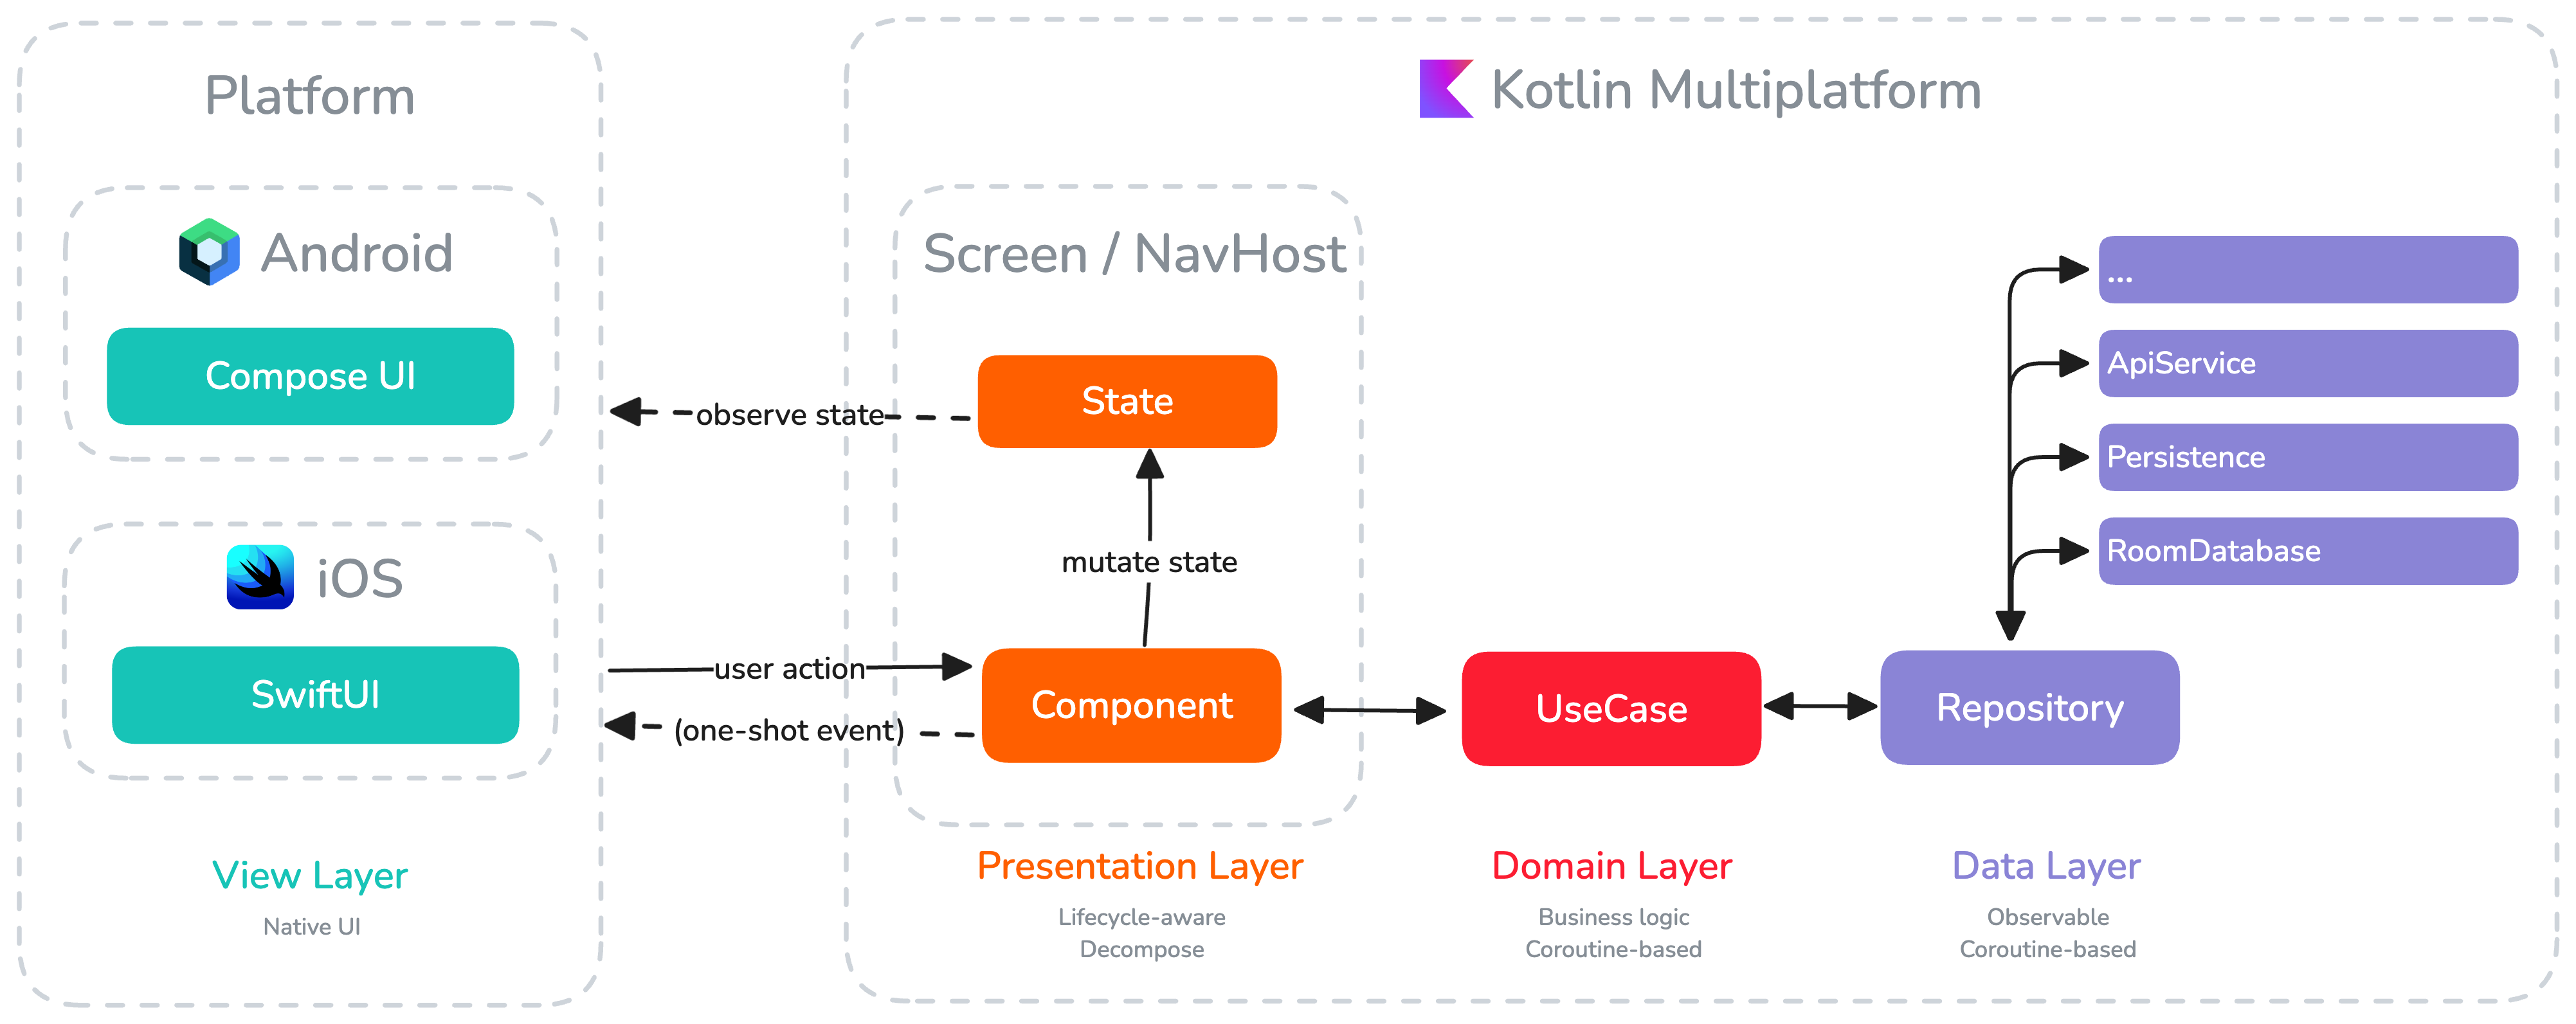 Platform
Android
Compose UI
iOS
SwiftUI
View Layer
Native UI
observe state
user action
(one-shot event)
Kotlin Multiplatform
Screen / NavHost
State
mutate state
Component
Presentation Layer
Lifecycle-aware
Decompose
UseCase
Domain Layer
Business logic
Coroutine-based
...
ApiService
Persistence
RoomDatabase
Repository
Data Layer
Observable
Coroutine-based